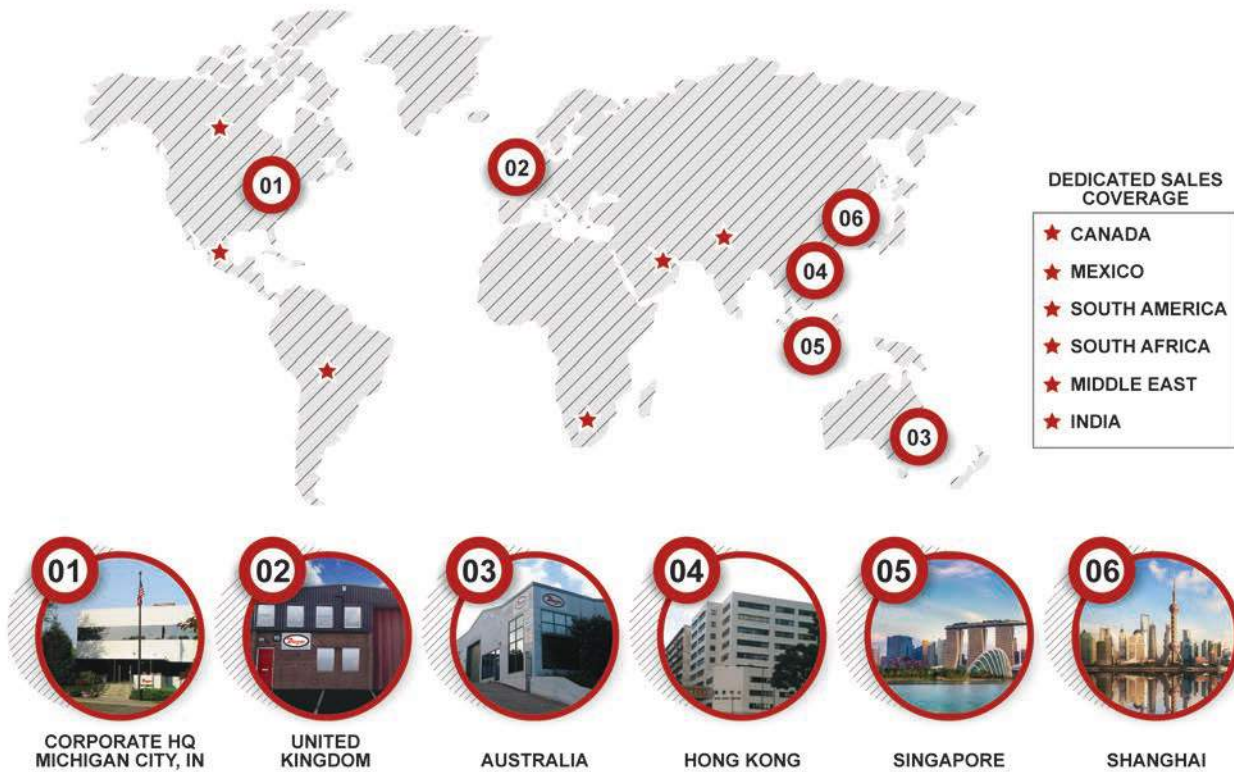 01
02
06
04
05
03
DEDICATED SALES
COVERAGE
CANADA
MEXICO
SOUTH AMERICA
SOUTH AFRICA
MIDDLE EAST
INDIA
01
02
03
04
05
06
CORPORATE HQ
MICHIGAN CITY, IN
UNITED
KINGDOM
AUSTRALIA
HONG KONG
SINGAPORE
SHANGHAI